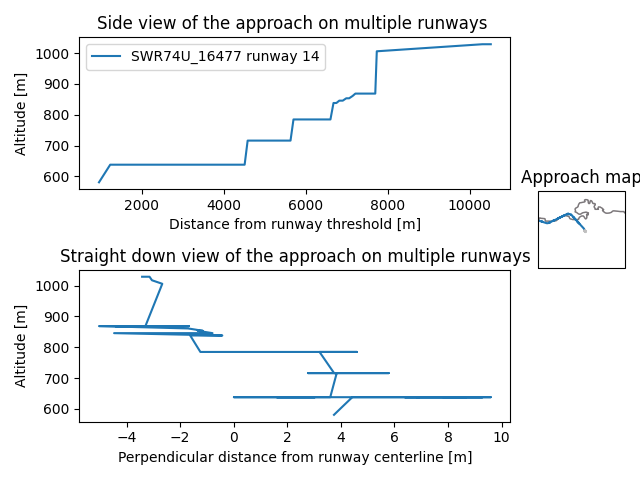 Side view of the approach on multiple runways
1000
900
800
700
600
Altitude [m]
SWR74U_16477 runway 14
2000 4000 6000 8000 10000
Distance from runway threshold [m]
Approach map
Straight down view of the approach on multiple runways
1000
900
800
700
600
Altitude [m]
−4 −2 0 2 4 6 8 10
Perpendicular distance from runway centerline [m]